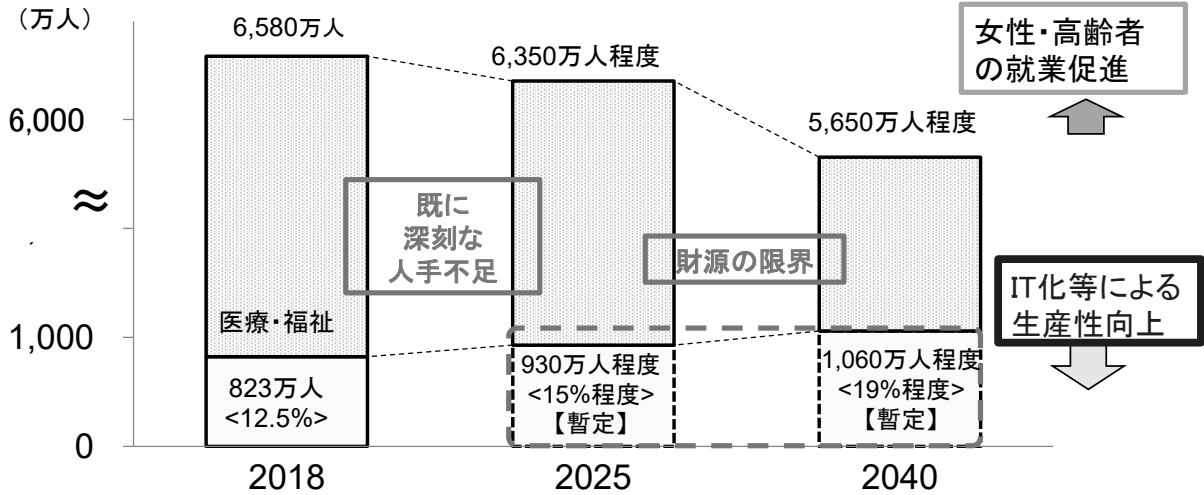 （万人）
6,580万人
6,350万人程度
5,650万人程度
女性・高齢者
の就業促進
6,000
≈
既に
深刻な
人手不足
財源の限界
IT化等による
生産性向上
1,000
医療・福祉
823万人
<12.5%>
930万人程度
<15%程度>
【暫定】
1,060万人程度
<19%程度>
【暫定】
0
2018
2025
2040